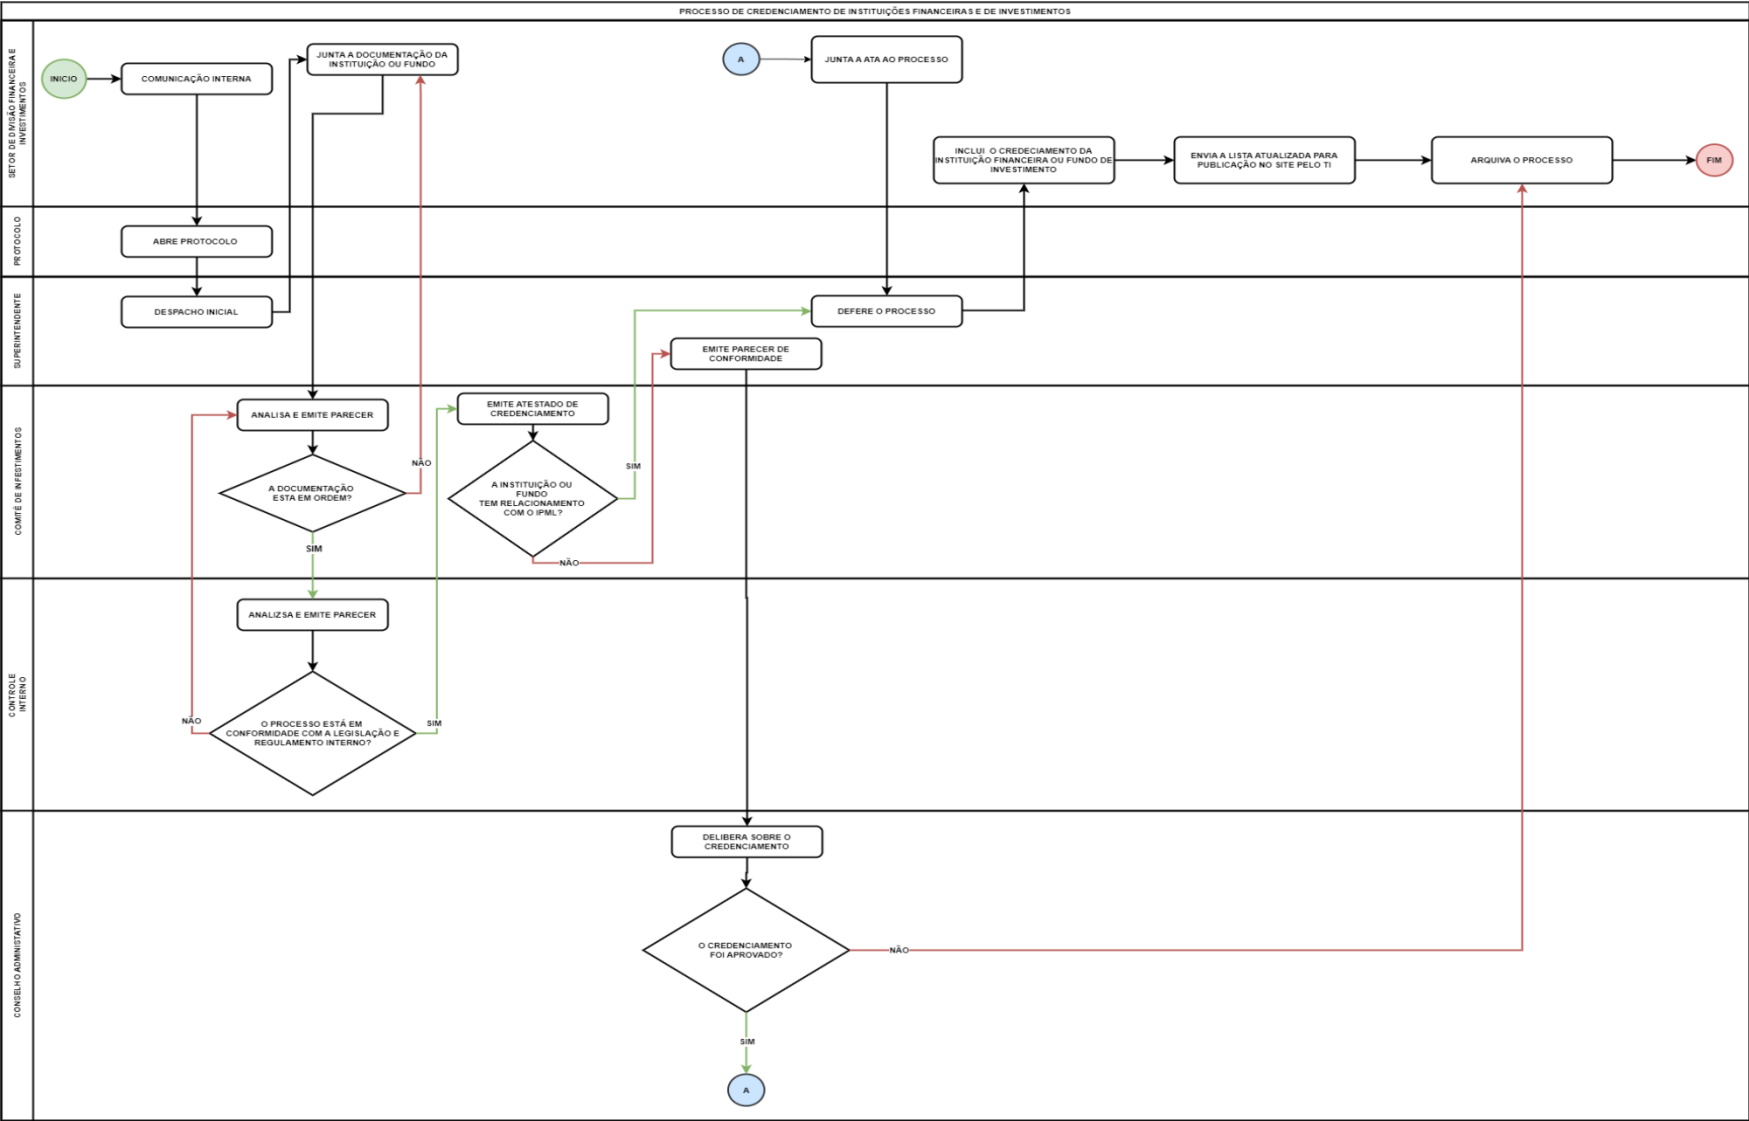 PROCESSO DE CREDENCIAMENTO DE INSTITUIÇÕES FINANCEIRAS E DE INVESTIMENTOS
SETOR DE DIVISÃO FINANCEIRA E
INVESTIMENTOS
INICIO
COMUNICAÇÃO INTERNA
JUNTA A DOCUMENTAÇÃO DA
INSTITUIÇÃO OU FUNDO
A
JUNTA A ATA AO PROCESSO
INCLUI O CREDECIAMENTO DA
INSTITUIÇÃO FINANCEIRA OU FUNDO DE
INVESTIMENTO
ENVIA A LISTA ATUALIZADA PARA
PUBLICAÇÃO NO SITE PELO TI
ARQUIVA O PROCESSO
FIM
PROTOCOLO
ABRE PROTOCOLO
SUPERINTENDENTE
DESPACHO INICIAL
DEFERE O PROCESSO
EMITE PARECER DE
CONFORMIDADE
COMITÊ DE INFESTIMENTOS
ANALISA E EMITE PARECER
A DOCUMENTAÇÃO
ESTA EM ORDEM?
NÃO
SIM
EMITE ATESTADO DE
CREDENCIAMENTO
A INSTITUIÇÃO OU
FUNDO
TEM RELACIONAMENTO
COM O IPML?
SIM
NÃO
CONTROLE
INTERNO
ANALIZSA E EMITE PARECER
O PROCESSO ESTÁ EM
CONFORMIDADE COM A LEGISLAÇÃO E
REGULAMENTO INTERNO?
NÃO
SIM
CONSELHO ADMINISTATIVO
DELIBERA SOBRE O
CREDENCIAMENTO
O CREDENCIAMENTO
FOI APROVADO?
NÃO
SIM
A